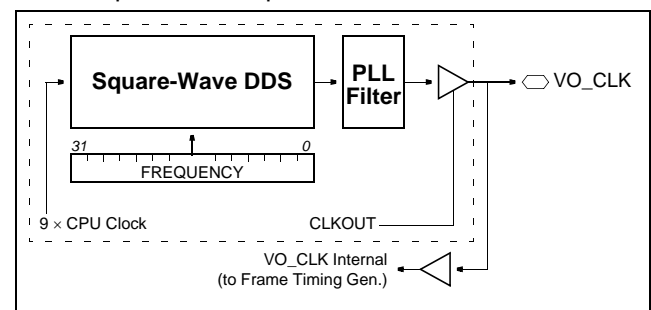 Square-Wave DDS
PLL
Filter
VO_CLK
31
0
FREQUENCY
9 × CPU Clock
CLKOUT
VO_CLK Internal
(to Frame Timing Gen.)